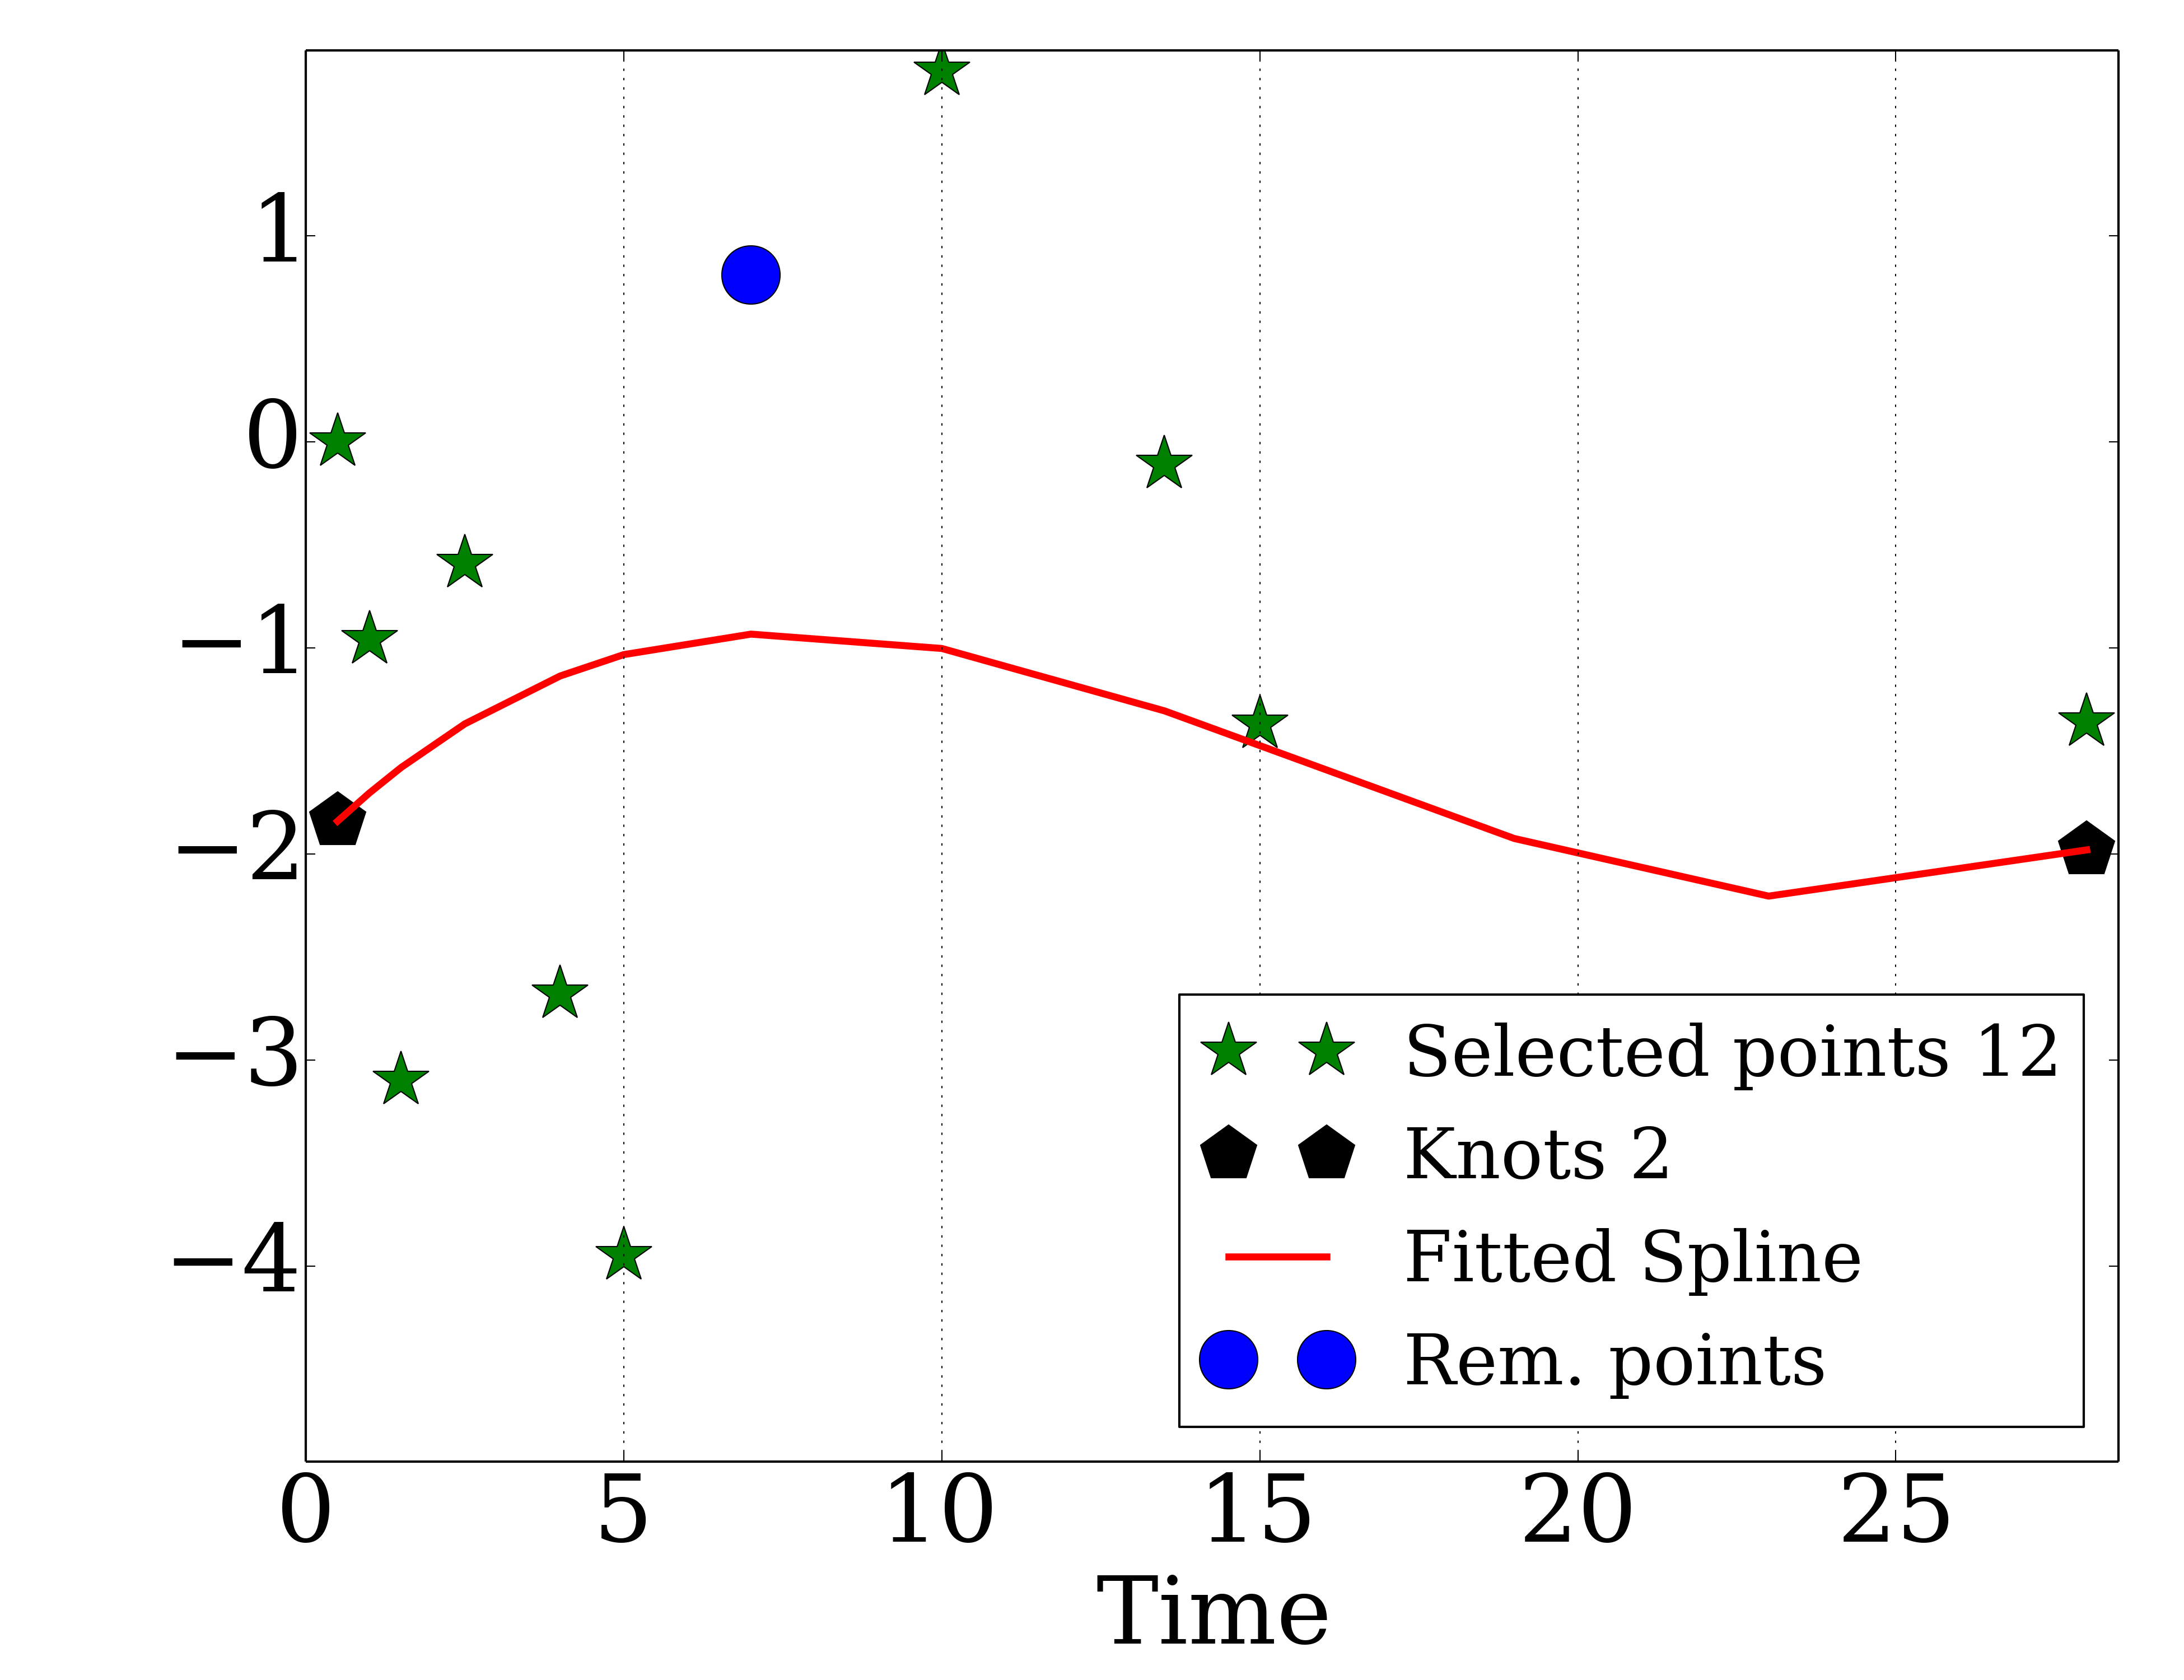 1
0
−1
−2
−3
−4
Selected points 12
Knots 2
Fitted Spline
Rem. points
0 5 10 15 20 25
Time